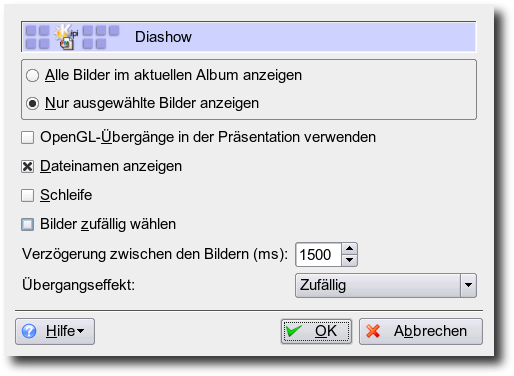 Kipi
Diashow
Alle Bilder im aktuellen Album anzeigen
Nur ausgewählte Bilder anzeigen
OpenGL-Übergänge in der Präsentation verwenden
Dateinamen anzeigen
Schleife
Bilder zufällig wählen
Verzögerung zwischen den Bildern (ms): 1500
Übergangseffekt: Zufällig
Hilfe OK Abbrechen